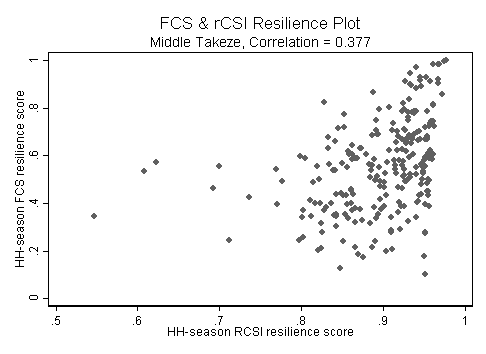 FCS & rCSI Resilience Plot
Middle Takeze, Correlation = 0.377
HH-season FCS resilience score
1
.8
.6
.4
.2
0
.5 .6 .7 .8 .9 1
HH-season RCSI resilience score